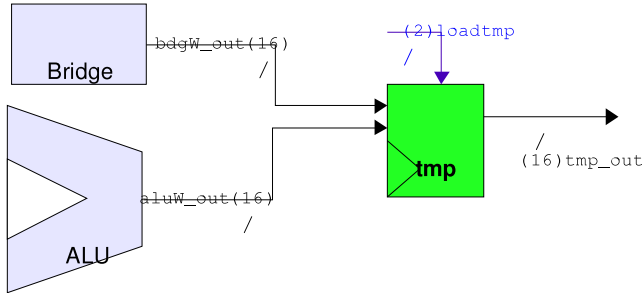 bdgW_out(16)
(2)loadtmp
/
/
Bridge
/
(16)tmp_out
tmp
aluW_out(16)
/
ALU